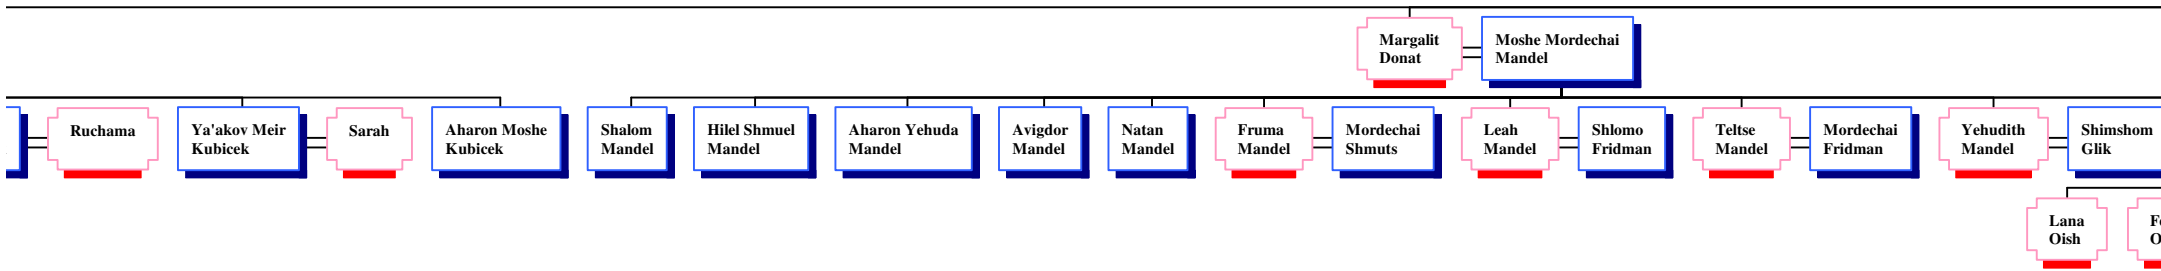 Margalit
Donat
Moshe Mordechai
Mandel
Ruchama
Ya'akov Meir
Kubicek
Sarah
Aharon Moshe
Kubicek
Shalom
Mandel
Hilel Shmuel
Mandel
Aharon Yehuda
Mandel
Avigdor
Mandel
Natan
Mandel
Fruma
Mandel
Mordechai
Shmuts
Leah
Mandel
Shlomo
Fridman
Teltse
Mandel
Mordechai
Fridman
Yehudith
Mandel
Shimshom
Glik
Lana
Oish